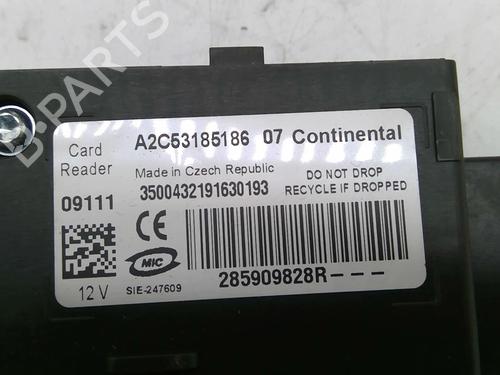 B-PARTS
Card
Reader
09111
A2C53185186 07 Continental
Made in Czech Republic
DO NOT DROP
RECYCLE IF DROPPED
3500432191630193
CE
MIC
12 V
SIE-247609
285909828R---